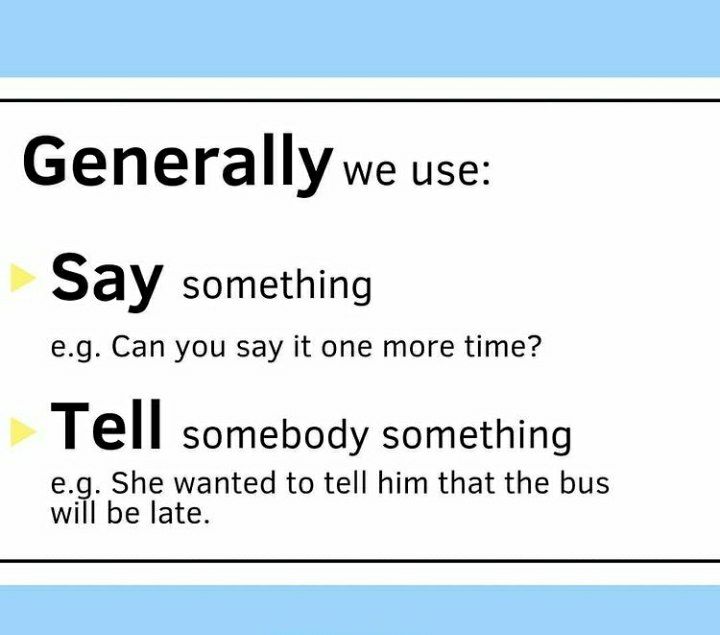 Generally we use:
Say something
e.g. Can you say it one more time?
Tell somebody something
e.g. She wanted to tell him that the bus
will be late.